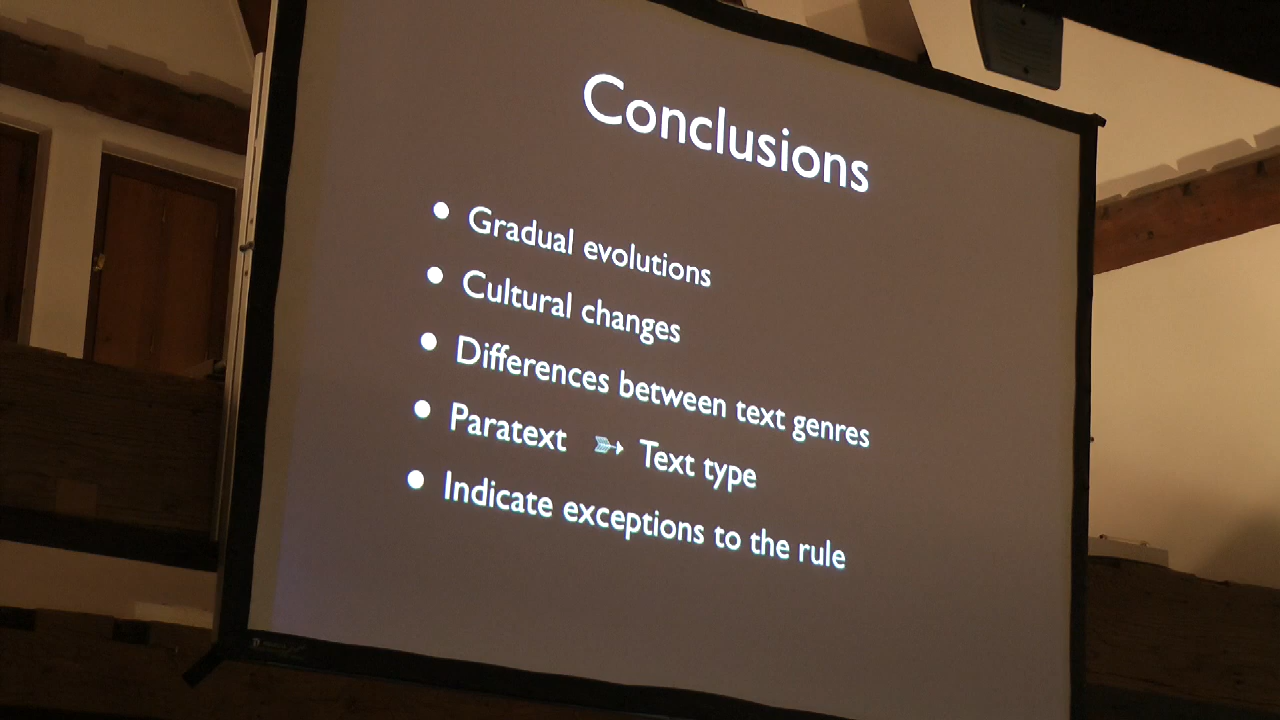 Conclusions
• Gradual evolutions
• Cultural changes
• Differences between text genres
• Paratext ➳ Text type
• Indicate exceptions to the rule